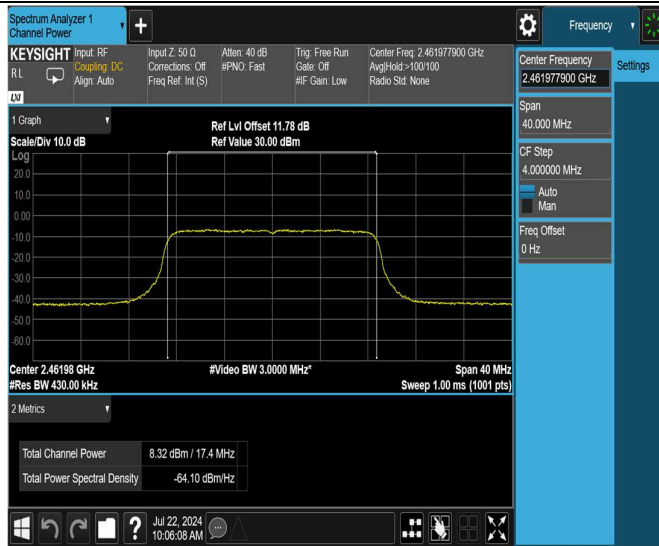 Spectrum Analyzer 1
Channel Power
Frequency
KEYSIGHT
RL
LXI
Input: RF
Coupling: DC
Align: Auto
Input Z: 50 Ω
Corrections: Off
Freq Ref: Int (S)
Atten: 40 dB
#PNO: Fast
Trig: Free Run
Gate: Off
#IF Gain: Low
Center Freq: 2.461977900 GHz
Avg|Hold:>100/100
Radio Std: None
Center Frequency
2.461977900 GHz
Settings
Span
40.000 MHz
CF Step
4.000000 MHz
Auto
Man
Freq Offset
0 Hz
1 Graph
Scale/Div 10.0 dB
Ref Lvl Offset 11.78 dB
Ref Value 30.00 dBm
Log
20.0
10.0
0.00
-10.0
-20.0
-30.0
-40.0
-50.0
-60.0
Center 2.46198 GHz
#Video BW 3.0000 MHz*
Span 40 MHz
#Res BW 430.00 kHz
Sweep 1.00 ms (1001 pts)
2 Metrics
Total Channel Power 8.32 dBm / 17.4 MHz
Total Power Spectral Density -64.10 dBm/Hz
?
Jul 22, 2024
10:06:08 AM